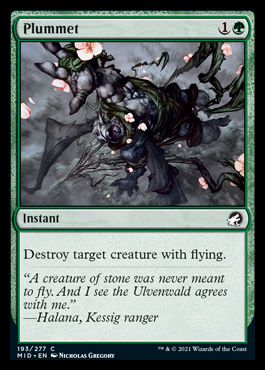 Plummet 1
Instant
Destroy target creature with flying.
“A creature of stone was never meant
to fly. And I see the Ulvenwald agrees
with me.”
—Halana, Kessig ranger
193/277 C
MID • EN Nicholas Gregory
™ & © 2021 Wizards of the Coast